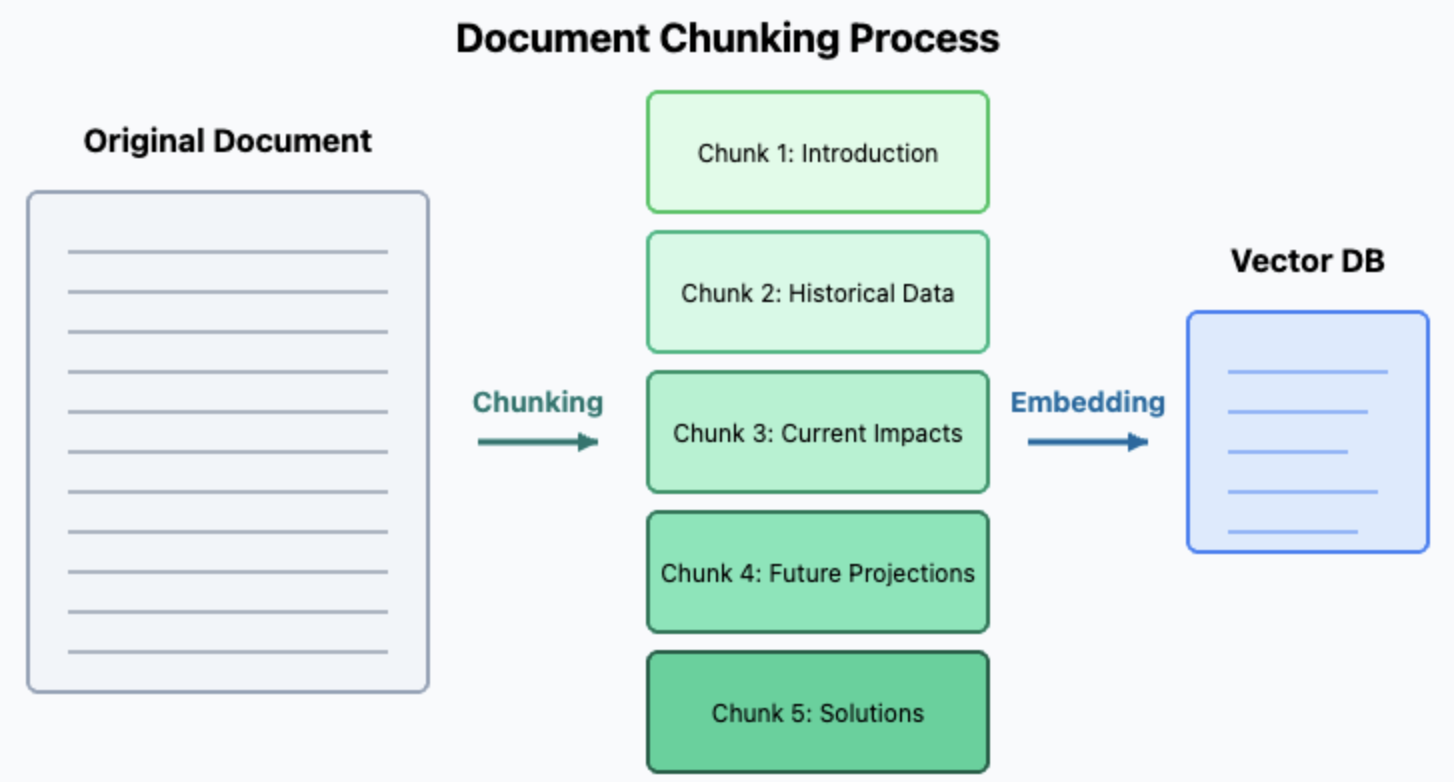 Document Chunking Process
Original Document
Chunking
Chunk 1: Introduction
Chunk 2: Historical Data
Chunk 3: Current Impacts
Chunk 4: Future Projections
Chunk 5: Solutions
Embedding
Vector DB